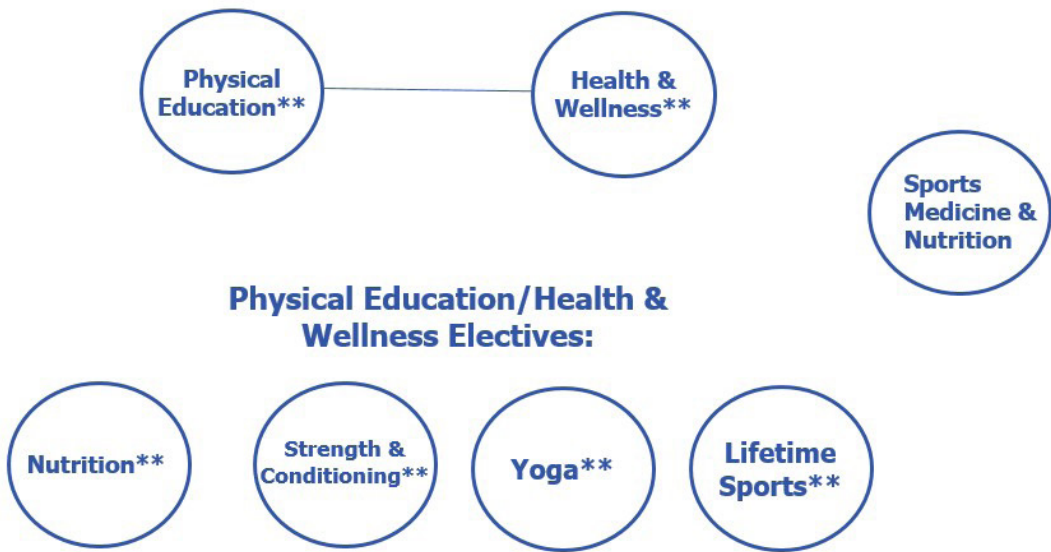 Physical
Education**
Health &
Wellness**
Sports
Medicine &
Nutrition
Physical Education/Health &
Wellness Electives:
Nutrition**
Strength &
Conditioning**
Yoga**
Lifetime
Sports**